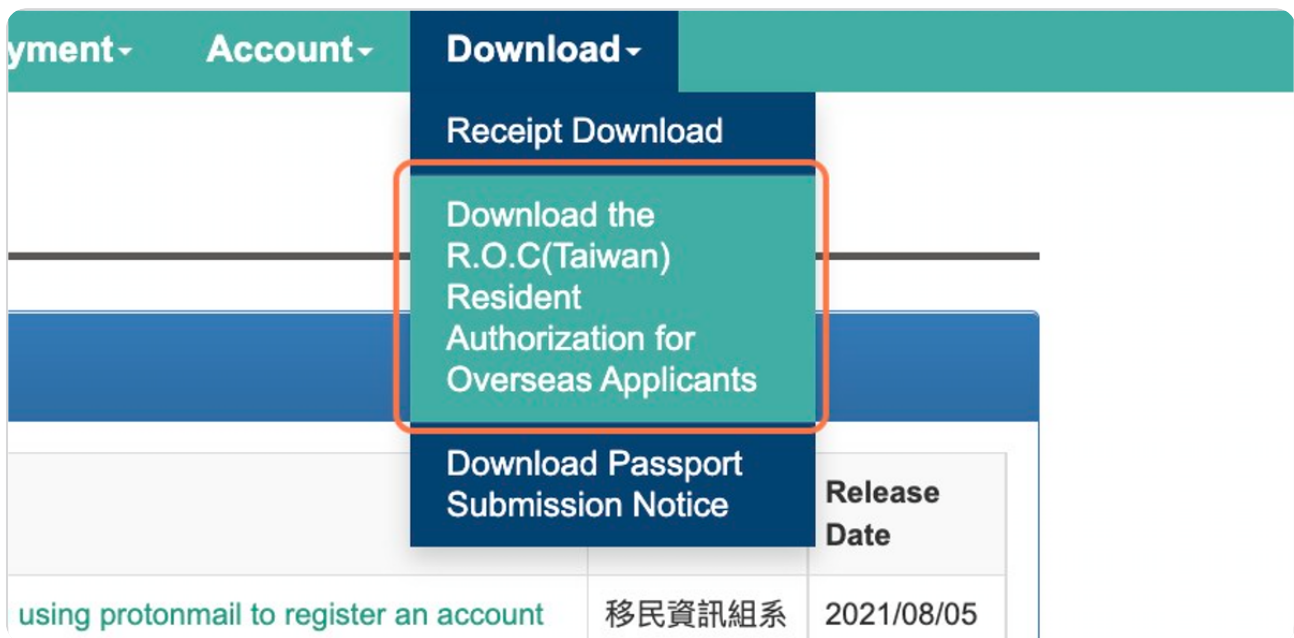 yment
Account
Download
Receipt Download
Download the
R.O.C(Taiwan)
Resident
Authorization for
Overseas Applicants
Download Passport
Submission Notice
Release
Date
using protonmail to register an account
移民資訊組系
2021/08/05